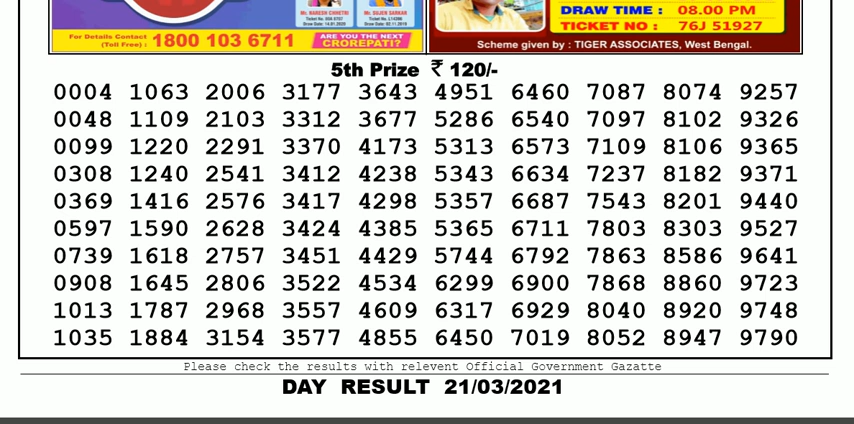 Mr. NARESH CHHETRI
Mr. SUJEN SARKAR
DRAW TIME : 08.00 PM
TICKET NO : 76J 51927
For Details Contact
(Toll Free) : 1800 103 6711
ARE YOU THE NEXT
CROREPATI?
Scheme given by : TIGER ASSOCIATES, West Bengal.
5th Prize ₹ 120/-
0004 1063 2006 3177 3643 4951 6460 7087 8074 9257
0048 1109 2103 3312 3677 5286 6540 7097 8102 9326
0099 1220 2291 3370 4173 5313 6573 7109 8106 9365
0308 1240 2541 3412 4238 5343 6634 7237 8182 9371
0369 1416 2576 3417 4298 5357 6687 7543 8201 9440
0597 1590 2628 3424 4385 5365 6711 7803 8303 9527
0739 1618 2757 3451 4429 5744 6792 7863 8586 9641
0908 1645 2806 3522 4534 6299 6900 7868 8860 9723
1013 1787 2968 3557 4609 6317 6929 8040 8920 9748
1035 1884 3154 3577 4855 6450 7019 8052 8947 9790
Please check the results with relevent Official Government Gazatte
DAY RESULT 21/03/2021